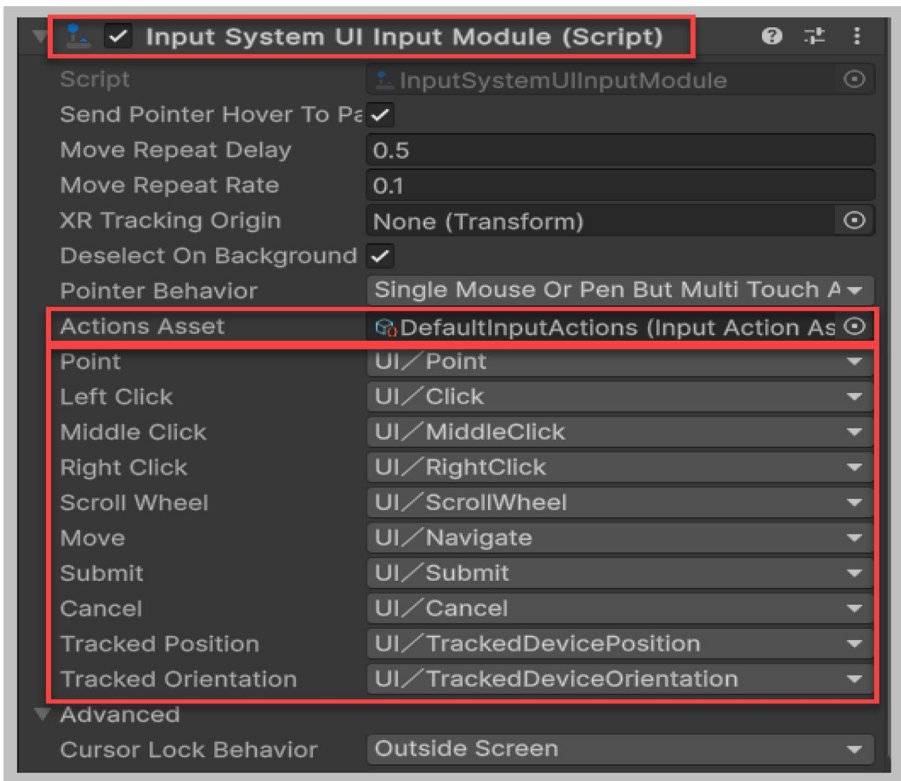 Input System UI Input Module (Script)
Script InputSystemUIInputModule
Send Pointer Hover To Pa
Move Repeat Delay 0.5
Move Repeat Rate 0.1
XR Tracking Origin None (Transform)
Deselect On Background
Pointer Behavior Single Mouse Or Pen But Multi Touch A
Actions Asset DefaultInputActions (Input Action As
Point UI/Point
Left Click UI/Click
Middle Click UI/MiddleClick
Right Click UI/RightClick
Scroll Wheel UI/ScrollWheel
Move UI/Navigate
Submit UI/Submit
Cancel UI/Cancel
Tracked Position UI/TrackedDevicePosition
Tracked Orientation UI/TrackedDeviceOrientation
Advanced
Cursor Lock Behavior Outside Screen